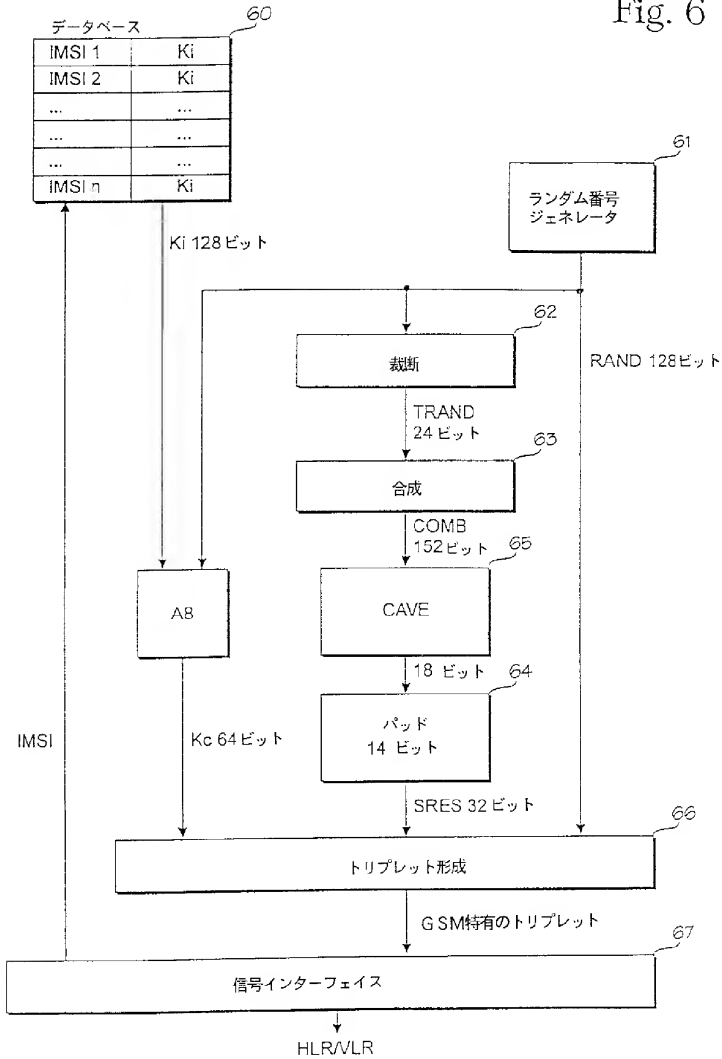 Fig. 6
データベース
60
IMSI 1 Ki
IMSI 2 Ki
... ...
... ...
... ...
IMSI n Ki
61
ランダム番号
ジェネレータ
Ki 128ビット
62
裁断
RAND 128ビット
TRAND
24 ビット
63
合成
COMB
152ビット
65
A8
CAVE
18 ビット
64
パッド
14 ビット
IMSI
Kc 64ビット
SRES 32 ビット
66
トリプレット形成
GSM特有のトリプレット
67
信号インターフェイス
HLR/VLR